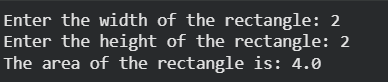 Enter the width of the rectangle: 2
Enter the height of the rectangle: 2
The area of the rectangle is: 4.0